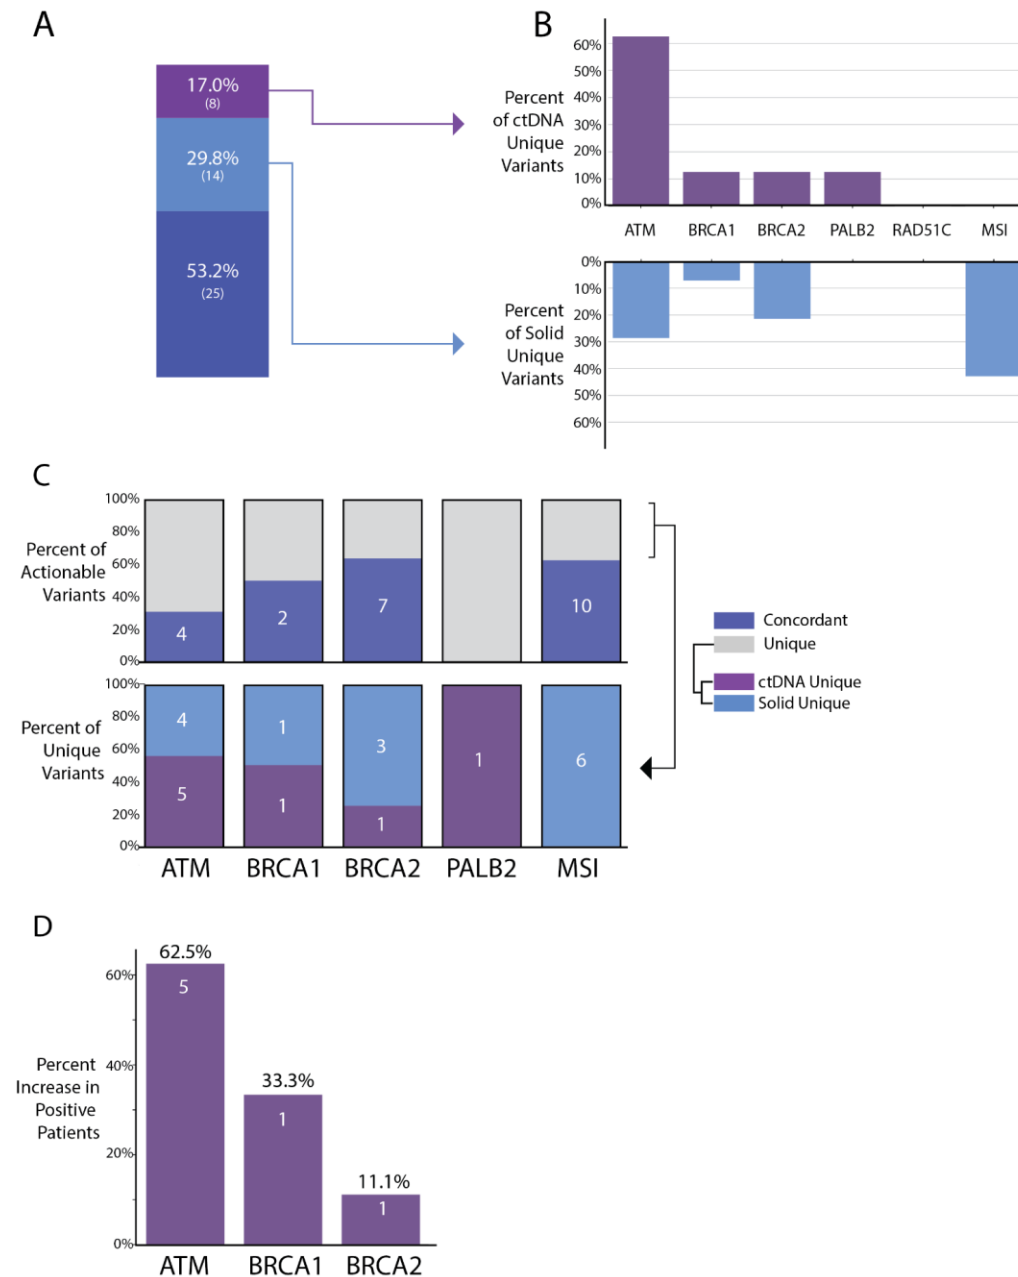 A
17.0%
(8)
29.8%
(14)
53.2%
(25)
B
Percent
of ctDNA
Unique
Variants
60%
50%
40%
30%
20%
10%
0%
ATM BRCA1 BRCA2 PALB2 RAD51C MSI
Percent
of Solid
Unique
Variants
0%
10%
20%
30%
40%
50%
60%
C
Percent of
Actionable
Variants
100%
80%
60%
40%
20%
0%
4 2 7 10
Percent of
Unique
Variants
100%
80%
60%
40%
20%
0%
4 1 3 1 6
5 1 1
ATM BRCA1 BRCA2 PALB2 MSI
Concordant
Unique
ctDNA Unique
Solid Unique
D
Percent
Increase in
Positive
Patients
60%
40%
20%
0%
62.5%
5
33.3%
1
11.1%
1
ATM BRCA1 BRCA2